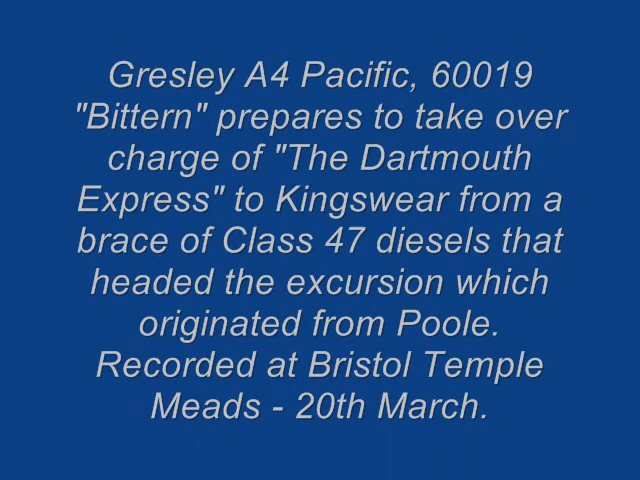 Gresley A4 Pacific, 60019
"Bittern" prepares to take over
charge of "The Dartmouth
Express" to Kingswear from a
brace of Class 47 diesels that
headed the excursion which
originated from Poole.
Recorded at Bristol Temple
Meads - 20th March.